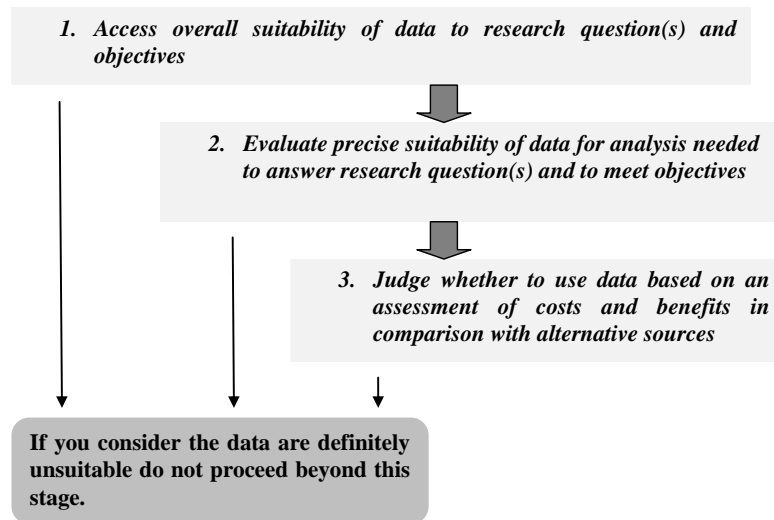 1. Access overall suitability of data to research question(s) and
objectives
2. Evaluate precise suitability of data for analysis needed
to answer research question(s) and to meet objectives
3. Judge whether to use data based on an
assessment of costs and benefits in
comparison with alternative sources
If you consider the data are definitely
unsuitable do not proceed beyond this
stage.